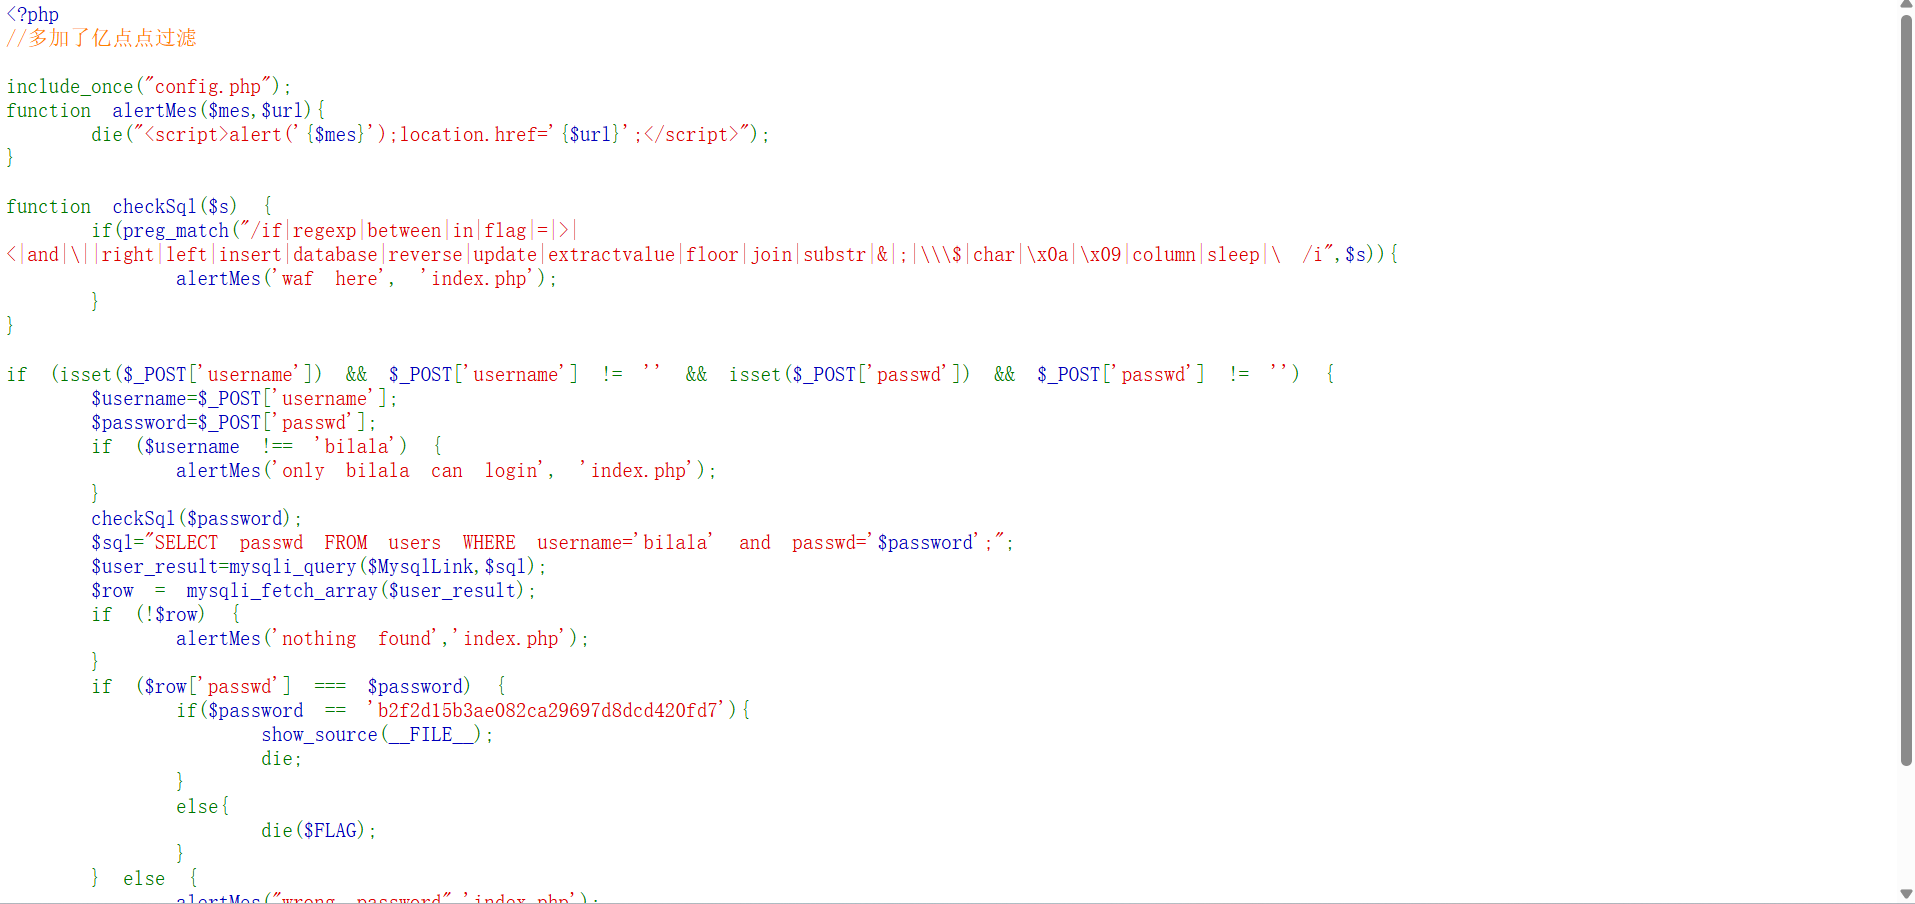 <?php
//多加了亿点点过滤
include_once("config.php");
function alertMes($mes,$url){
die("<script>alert('{$mes}');location.href='{$url}';</script>");
}
function checkSql($s) {
if(preg_match("/if|regexp|between|in|flag|=|>|
<|and|\||right|left|insert|database|reverse|update|extractvalue|floor|join|substr|&|;|\\\$|char|\x0a|\x09|column|sleep|\ /i",$s)){
alertMes('waf here', 'index.php');
}
}
if (isset($_POST['username']) && $_POST['username'] != '' && isset($_POST['passwd']) && $_POST['passwd'] != '') {
$username=$_POST['username'];
$password=$_POST['passwd'];
if ($username !== 'bilala') {
alertMes('only bilala can login', 'index.php');
}
checkSql($password);
$sql="SELECT passwd FROM users WHERE username='bilala' and passwd='$password';";
$user_result=mysqli_query($MysqlLink,$sql);
$row = mysqli_fetch_array($user_result);
if (!$row) {
alertMes('nothing found','index.php');
}
if ($row['passwd'] === $password) {
if($password == 'b2f2d15b3ae082ca29697d8dcd420fd7'){
show_source(__FILE__);
die;
}
else{
die($FLAG);
}
} else {
alertMes("wrong password",'index.php');